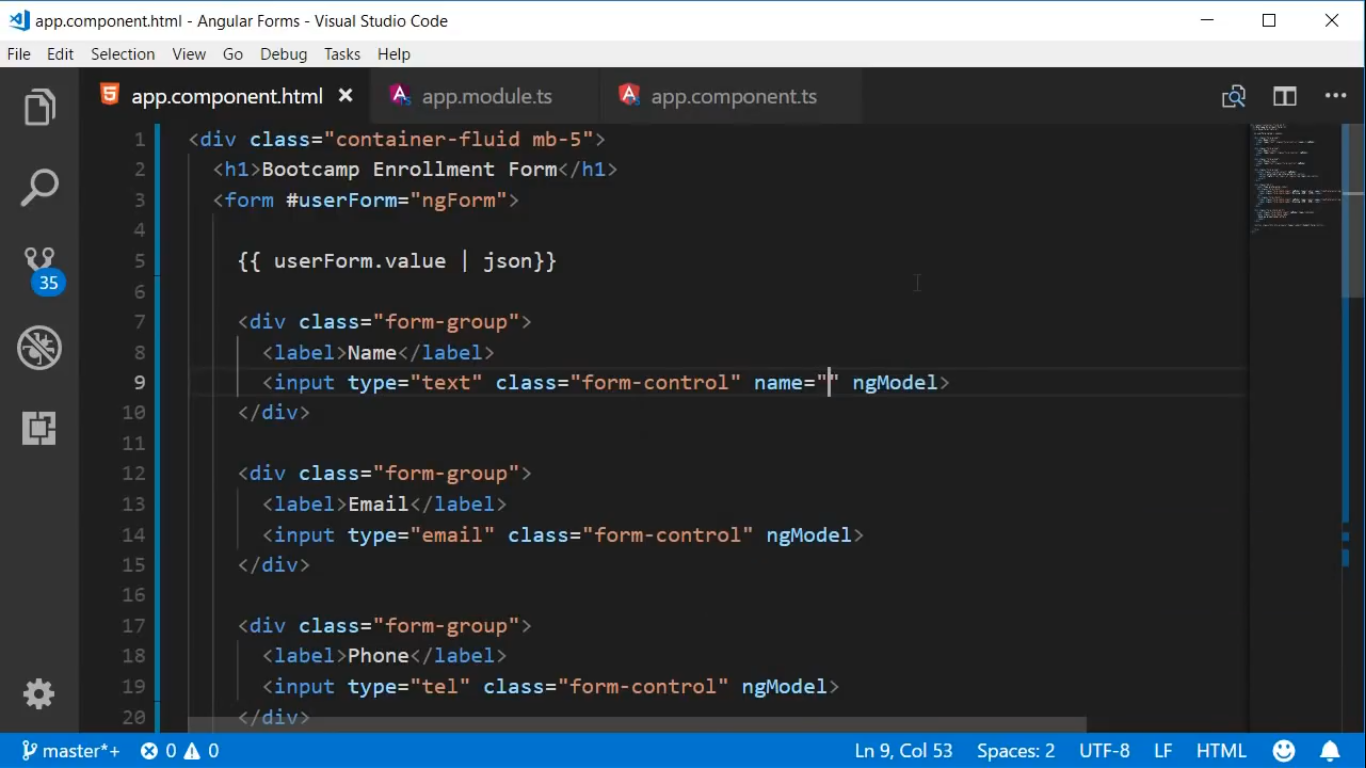 app.component.html - Angular Forms - Visual Studio Code
File Edit Selection View Go Debug Tasks Help
app.component.html app.module.ts app.component.ts
1 <div class="container-fluid mb-5">
2 <h1>Bootcamp Enrollment Form</h1>
3 <form #userForm="ngForm">
4
5 {{ userForm.value | json}}
6
7 <div class="form-group">
8 <label>Name</label>
9 <input type="text" class="form-control" name="" ngModel>
10 </div>
11
12 <div class="form-group">
13 <label>Email</label>
14 <input type="email" class="form-control" ngModel>
15 </div>
16
17 <div class="form-group">
18 <label>Phone</label>
19 <input type="tel" class="form-control" ngModel>
20 </div>
35
master*+ 0 0 Ln 9, Col 53 Spaces: 2 UTF-8 LF HTML